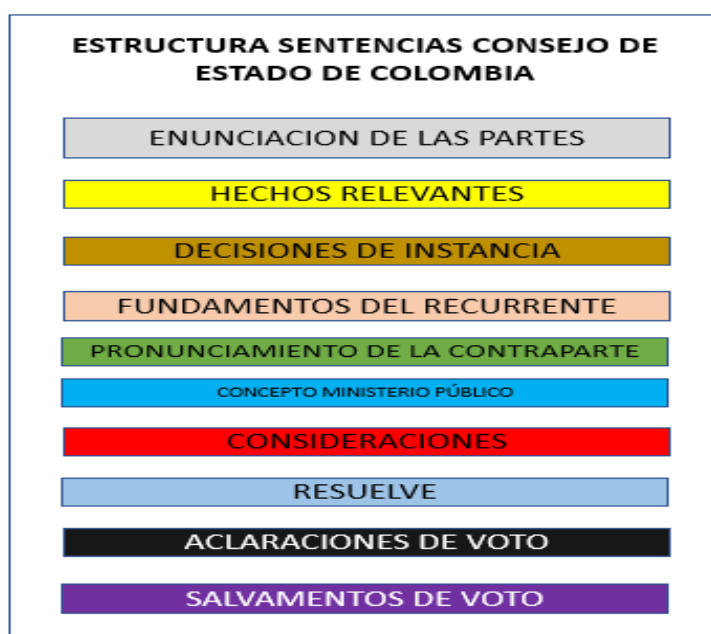 ESTRUCTURA SENTENCIAS CONSEJO DE
ESTADO DE COLOMBIA
ENUNCIACION DE LAS PARTES
HECHOS RELEVANTES
DECISIONES DE INSTANCIA
FUNDAMENTOS DEL RECURRENTE
PRONUNCIAMIENTO DE LA CONTRAPARTE
CONCEPTO MINISTERIO PÚBLICO
CONSIDERACIONES
RESUELVE
ACLARACIONES DE VOTO
SALVAMENTOS DE VOTO